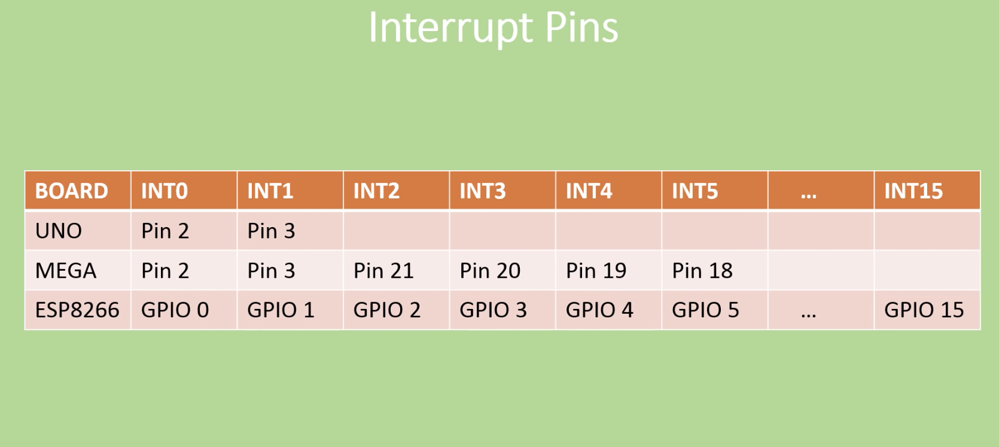 Interrupt Pins
BOARD INT0 INT1 INT2 INT3 INT4 INT5 ... INT15
UNO Pin 2 Pin 3
MEGA Pin 2 Pin 3 Pin 21 Pin 20 Pin 19 Pin 18
ESP8266 GPIO 0 GPIO 1 GPIO 2 GPIO 3 GPIO 4 GPIO 5 ... GPIO 15